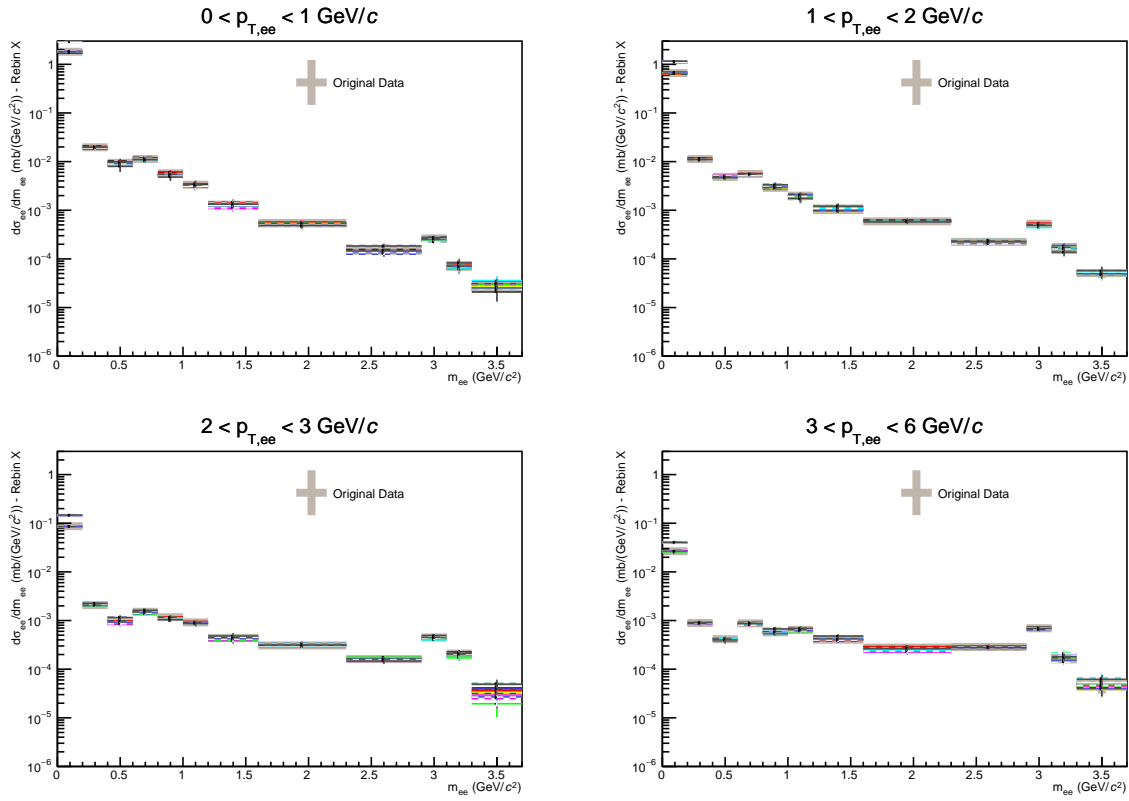 0 < p_T,ee < 1 GeV/c
dσ_ee/dm_ee (mb/(GeV/c²)) - Rebin X
1
10⁻¹
10⁻²
10⁻³
10⁻⁴
10⁻⁵
10⁻⁶
Original Data
0 0.5 1 1.5 2 2.5 3 3.5
m_ee (GeV/c²)
1 < p_T,ee < 2 GeV/c
dσ_ee/dm_ee (mb/(GeV/c²)) - Rebin X
1
10⁻¹
10⁻²
10⁻³
10⁻⁴
10⁻⁵
10⁻⁶
Original Data
0 0.5 1 1.5 2 2.5 3 3.5
m_ee (GeV/c²)
2 < p_T,ee < 3 GeV/c
dσ_ee/dm_ee (mb/(GeV/c²)) - Rebin X
1
10⁻¹
10⁻²
10⁻³
10⁻⁴
10⁻⁵
10⁻⁶
Original Data
0 0.5 1 1.5 2 2.5 3 3.5
m_ee (GeV/c²)
3 < p_T,ee < 6 GeV/c
dσ_ee/dm_ee (mb/(GeV/c²)) - Rebin X
1
10⁻¹
10⁻²
10⁻³
10⁻⁴
10⁻⁵
10⁻⁶
Original Data
0 0.5 1 1.5 2 2.5 3 3.5
m_ee (GeV/c²)